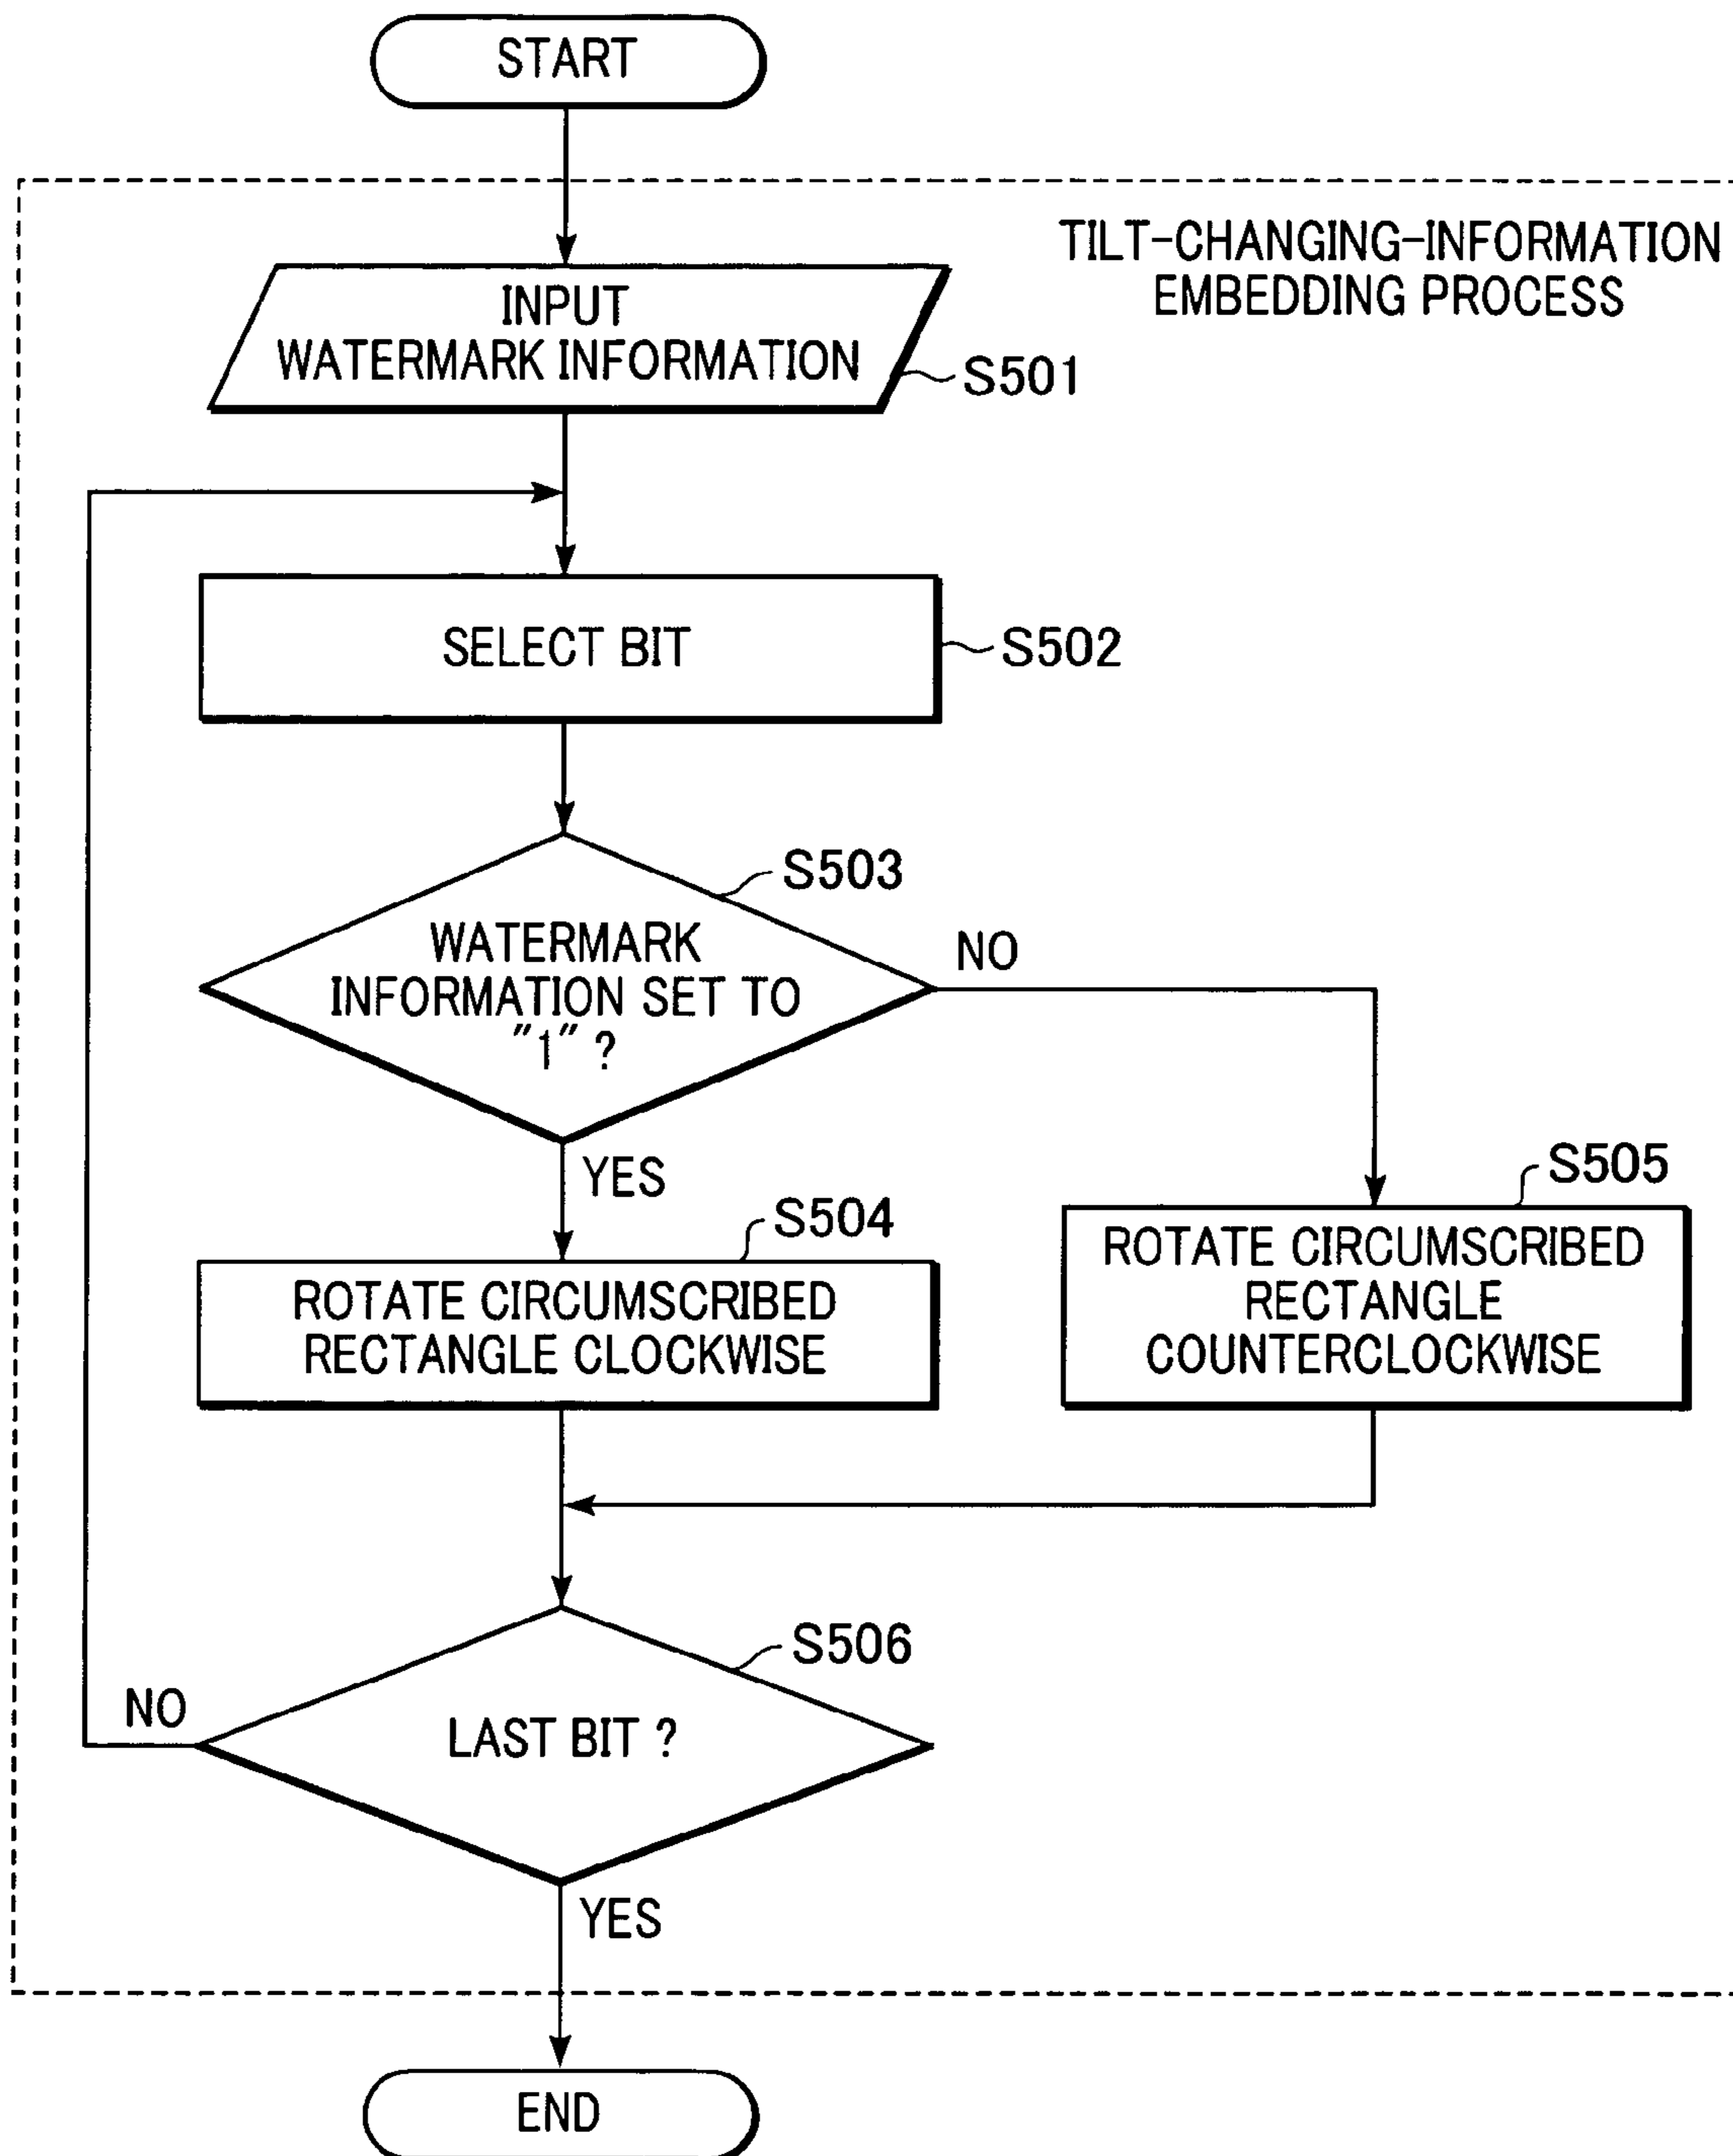 START
TILT-CHANGING-INFORMATION
EMBEDDING PROCESS
INPUT
WATERMARK INFORMATION
S501
SELECT BIT
S502
S503
WATERMARK
INFORMATION SET TO
"1" ?
NO
YES
S504
ROTATE CIRCUMSCRIBED
RECTANGLE CLOCKWISE
S505
ROTATE CIRCUMSCRIBED
RECTANGLE
COUNTERCLOCKWISE
S506
LAST BIT ?
NO
YES
END